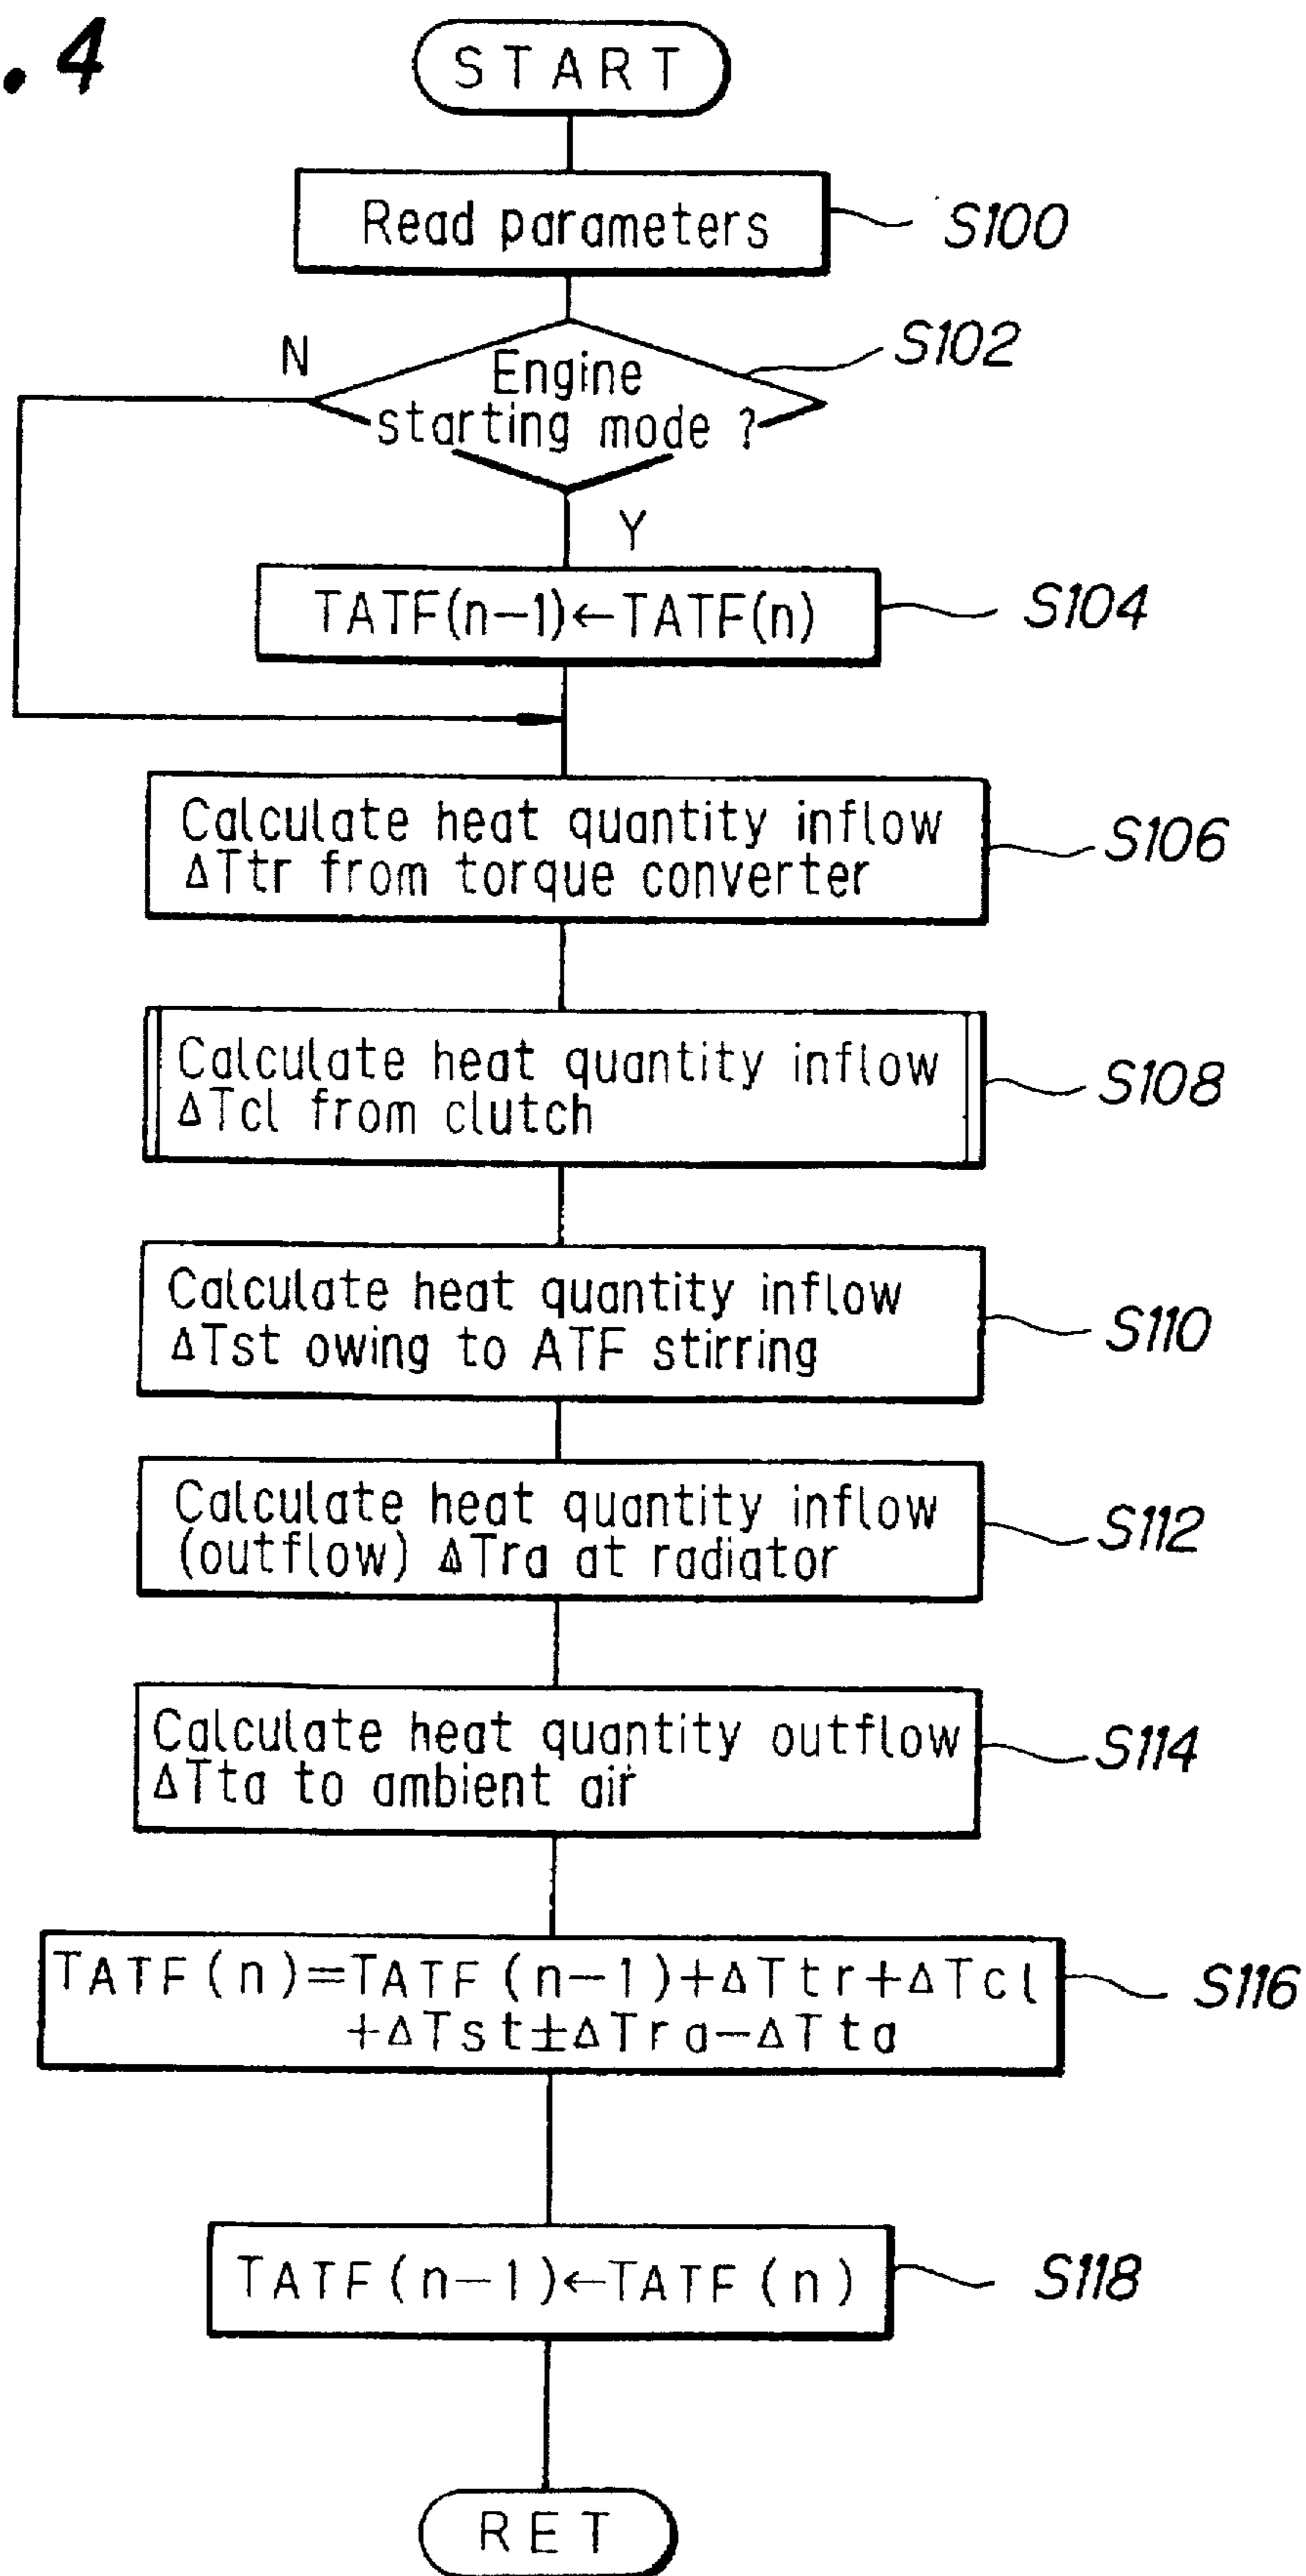 . 4
START
Read parameters
S100
N
S102
Engine
starting mode ?
Y
TATF(n-1)←TATF(n)
S104
Calculate heat quantity inflow
ΔTtr from torque converter
S106
Calculate heat quantity inflow
ΔTcl from clutch
S108
Calculate heat quantity inflow
ΔTst owing to ATF stirring
S110
Calculate heat quantity inflow
(outflow) ΔTra at radiator
S112
Calculate heat quantity outflow
ΔTta to ambient air
S114
TATF(n)=TATF(n-1)+ΔTtr+ΔTcl
+ΔTst±ΔTra-ΔTta
S116
TATF(n-1)←TATF(n)
S118
RET